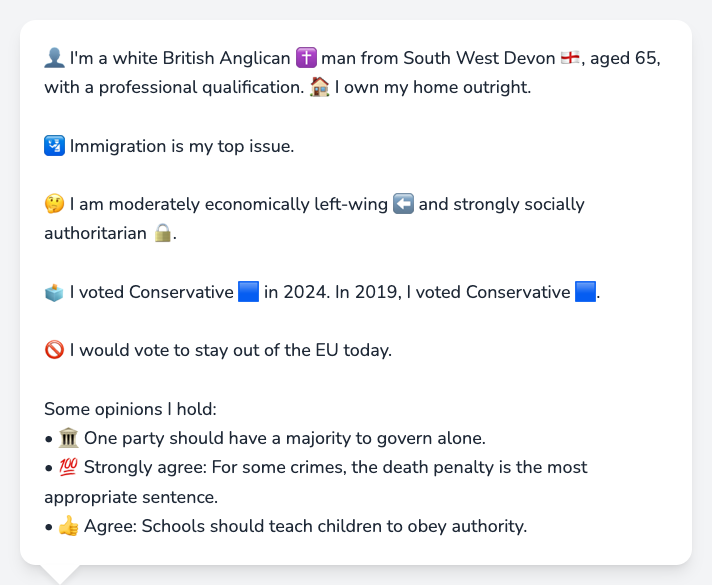 👤 I'm a white British Anglican ✝️ man from South West Devon 🏴󠁧󠁢󠁥󠁮󠁧󠁿, aged 65,
with a professional qualification. 🏠 I own my home outright.
🛂 Immigration is my top issue.
🤔 I am moderately economically left-wing ⬅️ and strongly socially
authoritarian 🔒.
🗳️ I voted Conservative 🟦 in 2024. In 2019, I voted Conservative 🟦.
🚫 I would vote to stay out of the EU today.
Some opinions I hold:
• 🏛️ One party should have a majority to govern alone.
• 💯 Strongly agree: For some crimes, the death penalty is the most
appropriate sentence.
• 👍 Agree: Schools should teach children to obey authority.